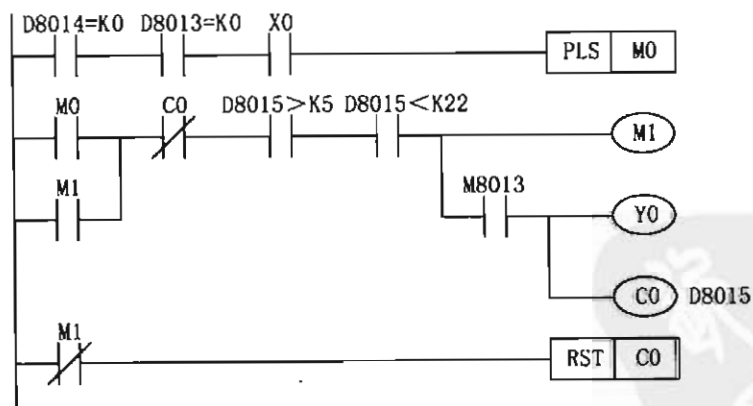 D8014=K0 D8013=K0 X0
PLS M0
M0 C0 D8015>K5 D8015<K22
M1
M1 M8013
Y0
C0 D8015
M1
RST C0